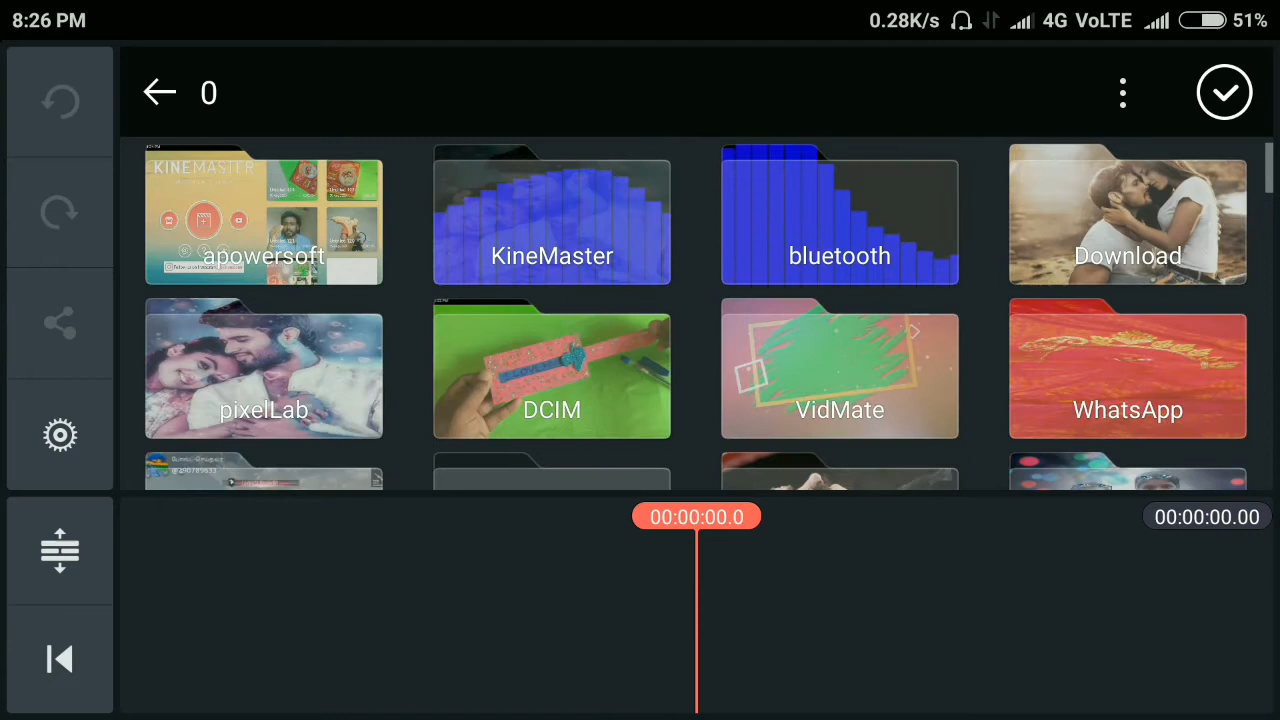 8:26 PM
0.28K/s 4G VoLTE 51%
0
KINEMASTER
apowersoft
KineMaster
bluetooth
Download
pixelLab
DCIM
VidMate
WhatsApp
00:00:00.0
00:00:00.00